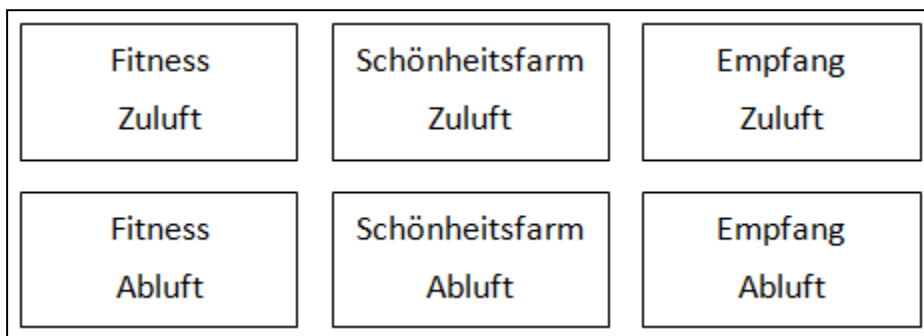 Fitness
Zuluft
Schönheitsfarm
Zuluft
Empfang
Zuluft
Fitness
Abluft
Schönheitsfarm
Abluft
Empfang
Abluft